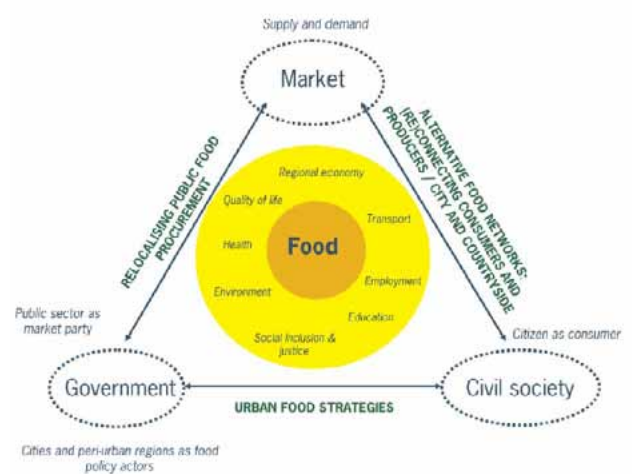 Supply and demand
Market
RELOCALISING PUBLIC FOOD
PROCUREMENT
ALTERNATIVE FOOD NETWORKS-
(RE)CONNECTING CONSUMERS AND
PRODUCERS / CITY AND COUNTRYSIDE
Regional economy
Quality of life
Transport
Health
Food
Environment
Employment
Education
Social Inclusion &
justice
Public sector as
market party
Citizen as consumer
Government
Civil society
URBAN FOOD STRATEGIES
Cities and peri-urban regions as food
policy actors